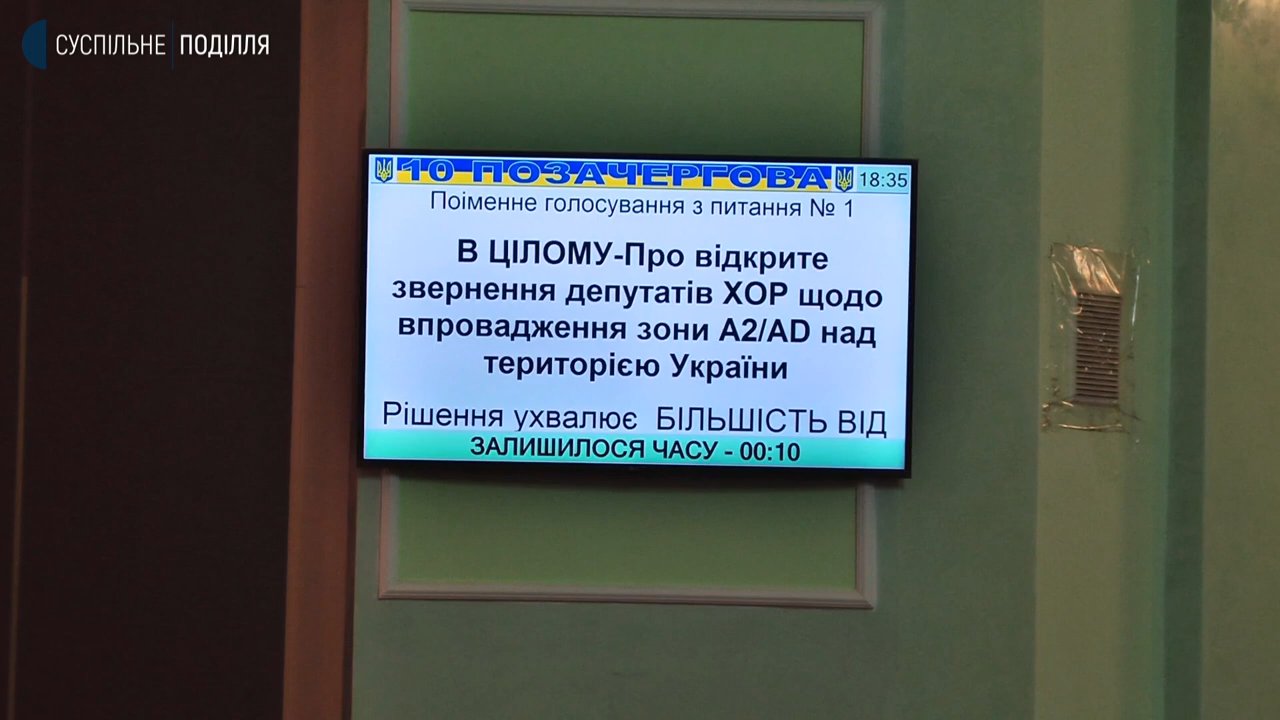 СУСПІЛЬНЕ ПОДІЛЛЯ
10 ПОЗАЧЕРГОВА 18:35
Поіменне голосування з питання № 1
В ЦІЛОМУ-Про відкрите
звернення депутатів ХОР щодо
впровадження зони A2/AD над
територією України
Рішення ухвалює БІЛЬШІСТЬ ВІД
ЗАЛИШИЛОСЯ ЧАСУ - 00:10